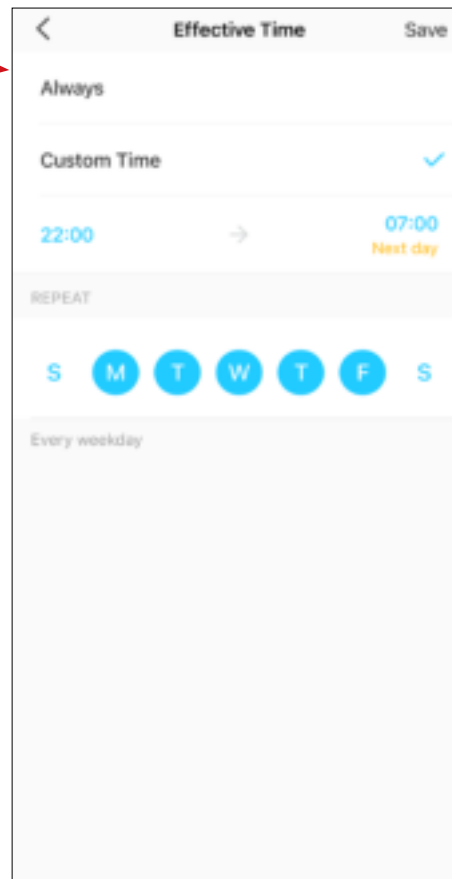 Effective Time Save
Always
Custom Time
22:00 07:00
Next day
REPEAT
S M T W T F S
Every weekday